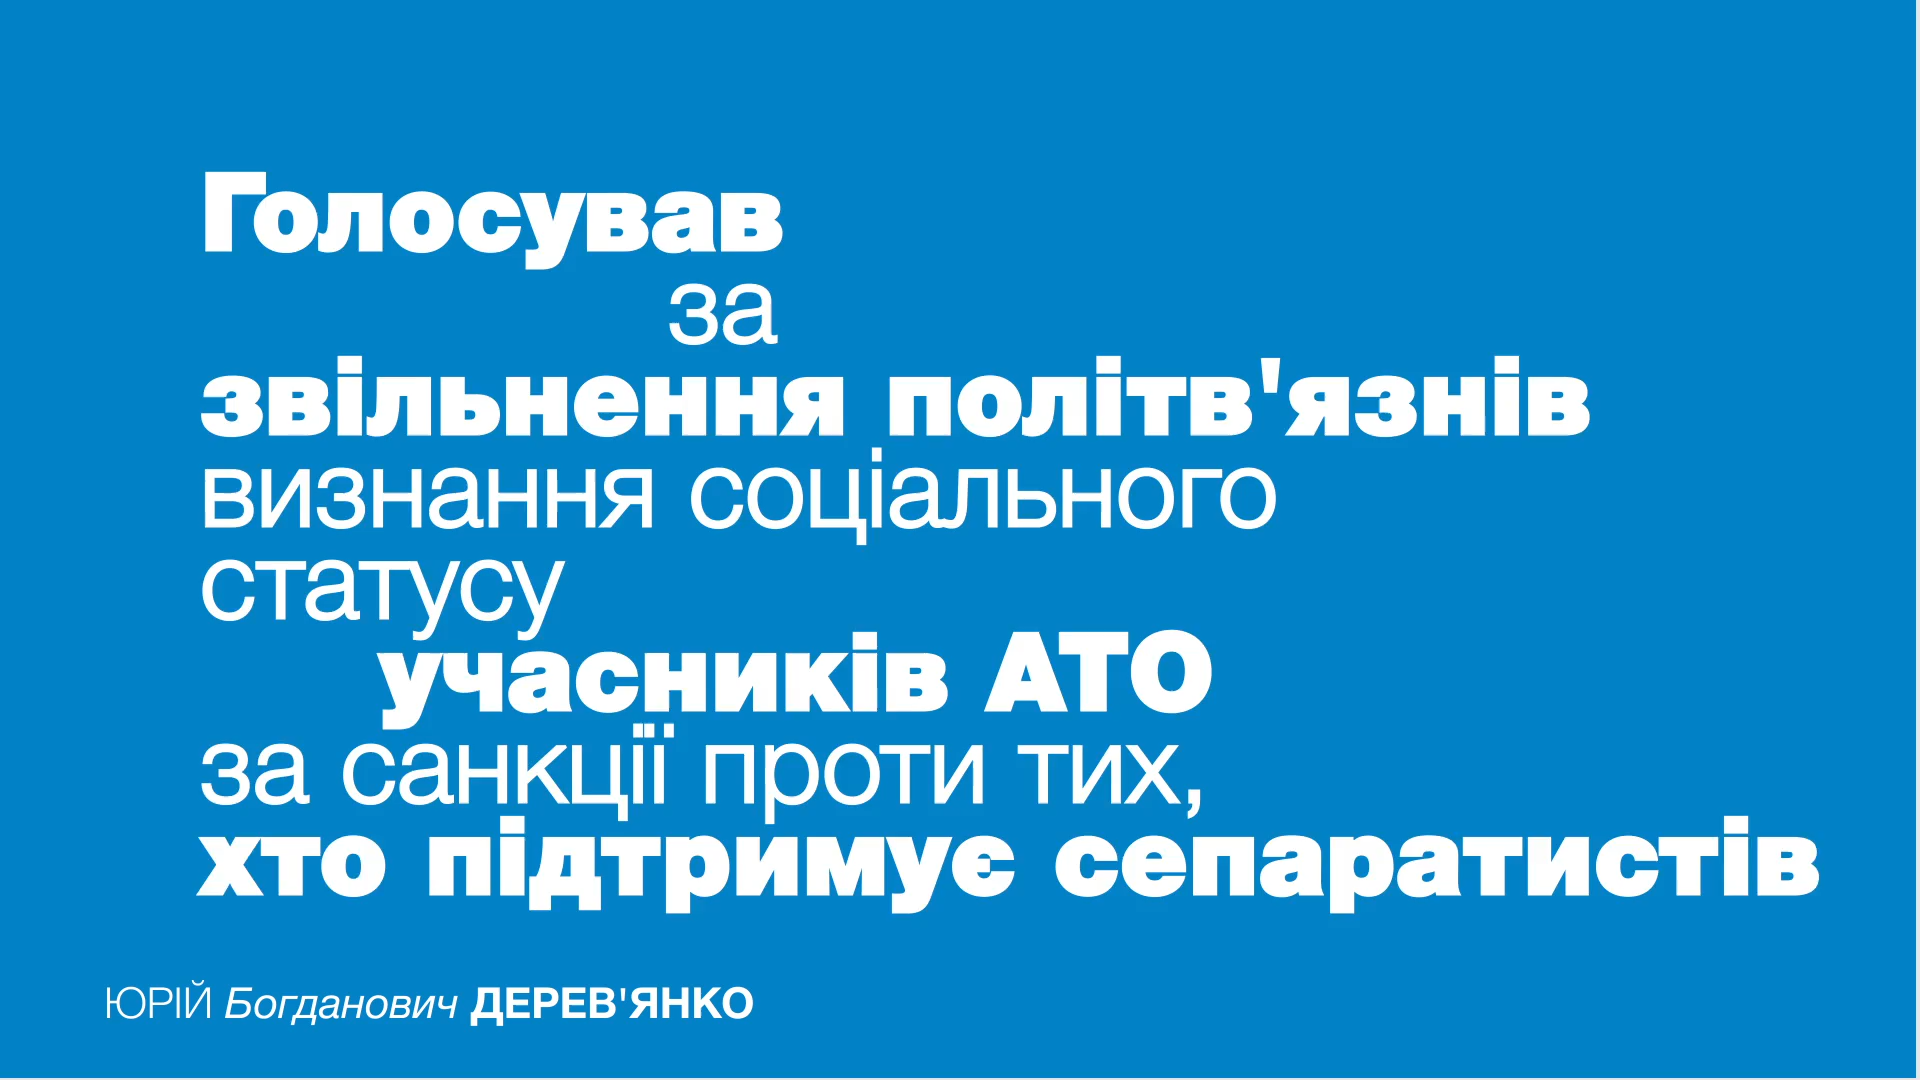 Голосував
за
звільнення політв'язнів
визнання соціального
статусу
учасників АТО
за санкції проти тих,
хто підтримує сепаратистів
ЮРІЙ Богданович ДЕРЕВ'ЯНКО